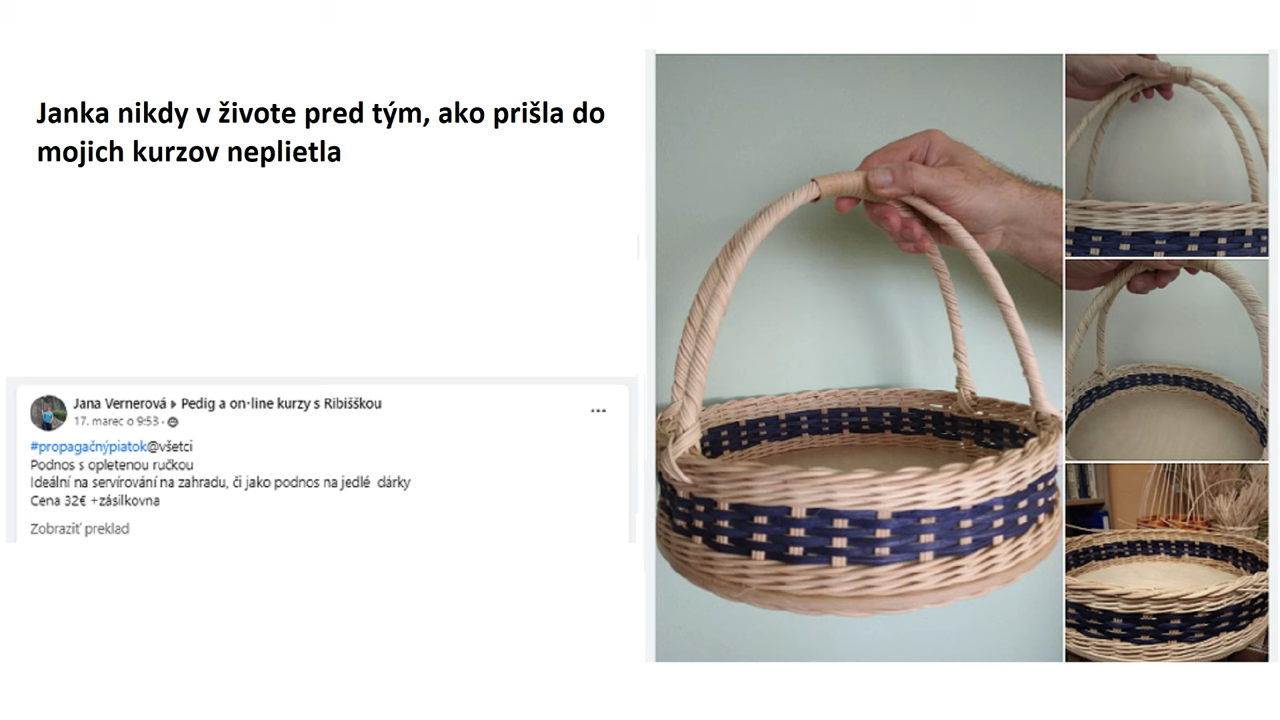 Janka nikdy v živote pred tým, ako prišla do
mojich kurzov neplietla
Jana Vernerová ▸ Pedig a on-line kurzy s Ribišškou
17. marec o 9:53 ·
#propagačnýpiatok@všetci
Podnos s opletenou ručkou
Ideální na servírování na zahradu, či jako podnos na jedlé dárky
Cena 32€ +zásilkovna
Zobraziť preklad